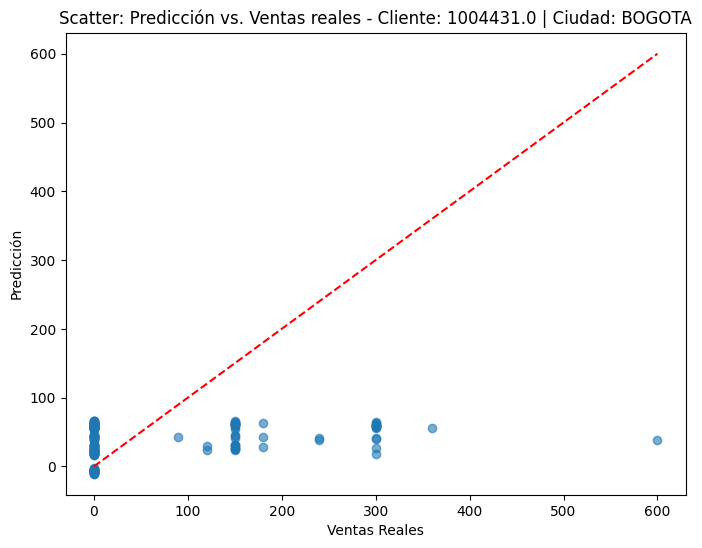 Scatter: Predicción vs. Ventas reales - Cliente: 1004431.0 | Ciudad: BOGOTA
600
500
400
300
200
100
0
Predicción
0 100 200 300 400 500 600
Ventas Reales